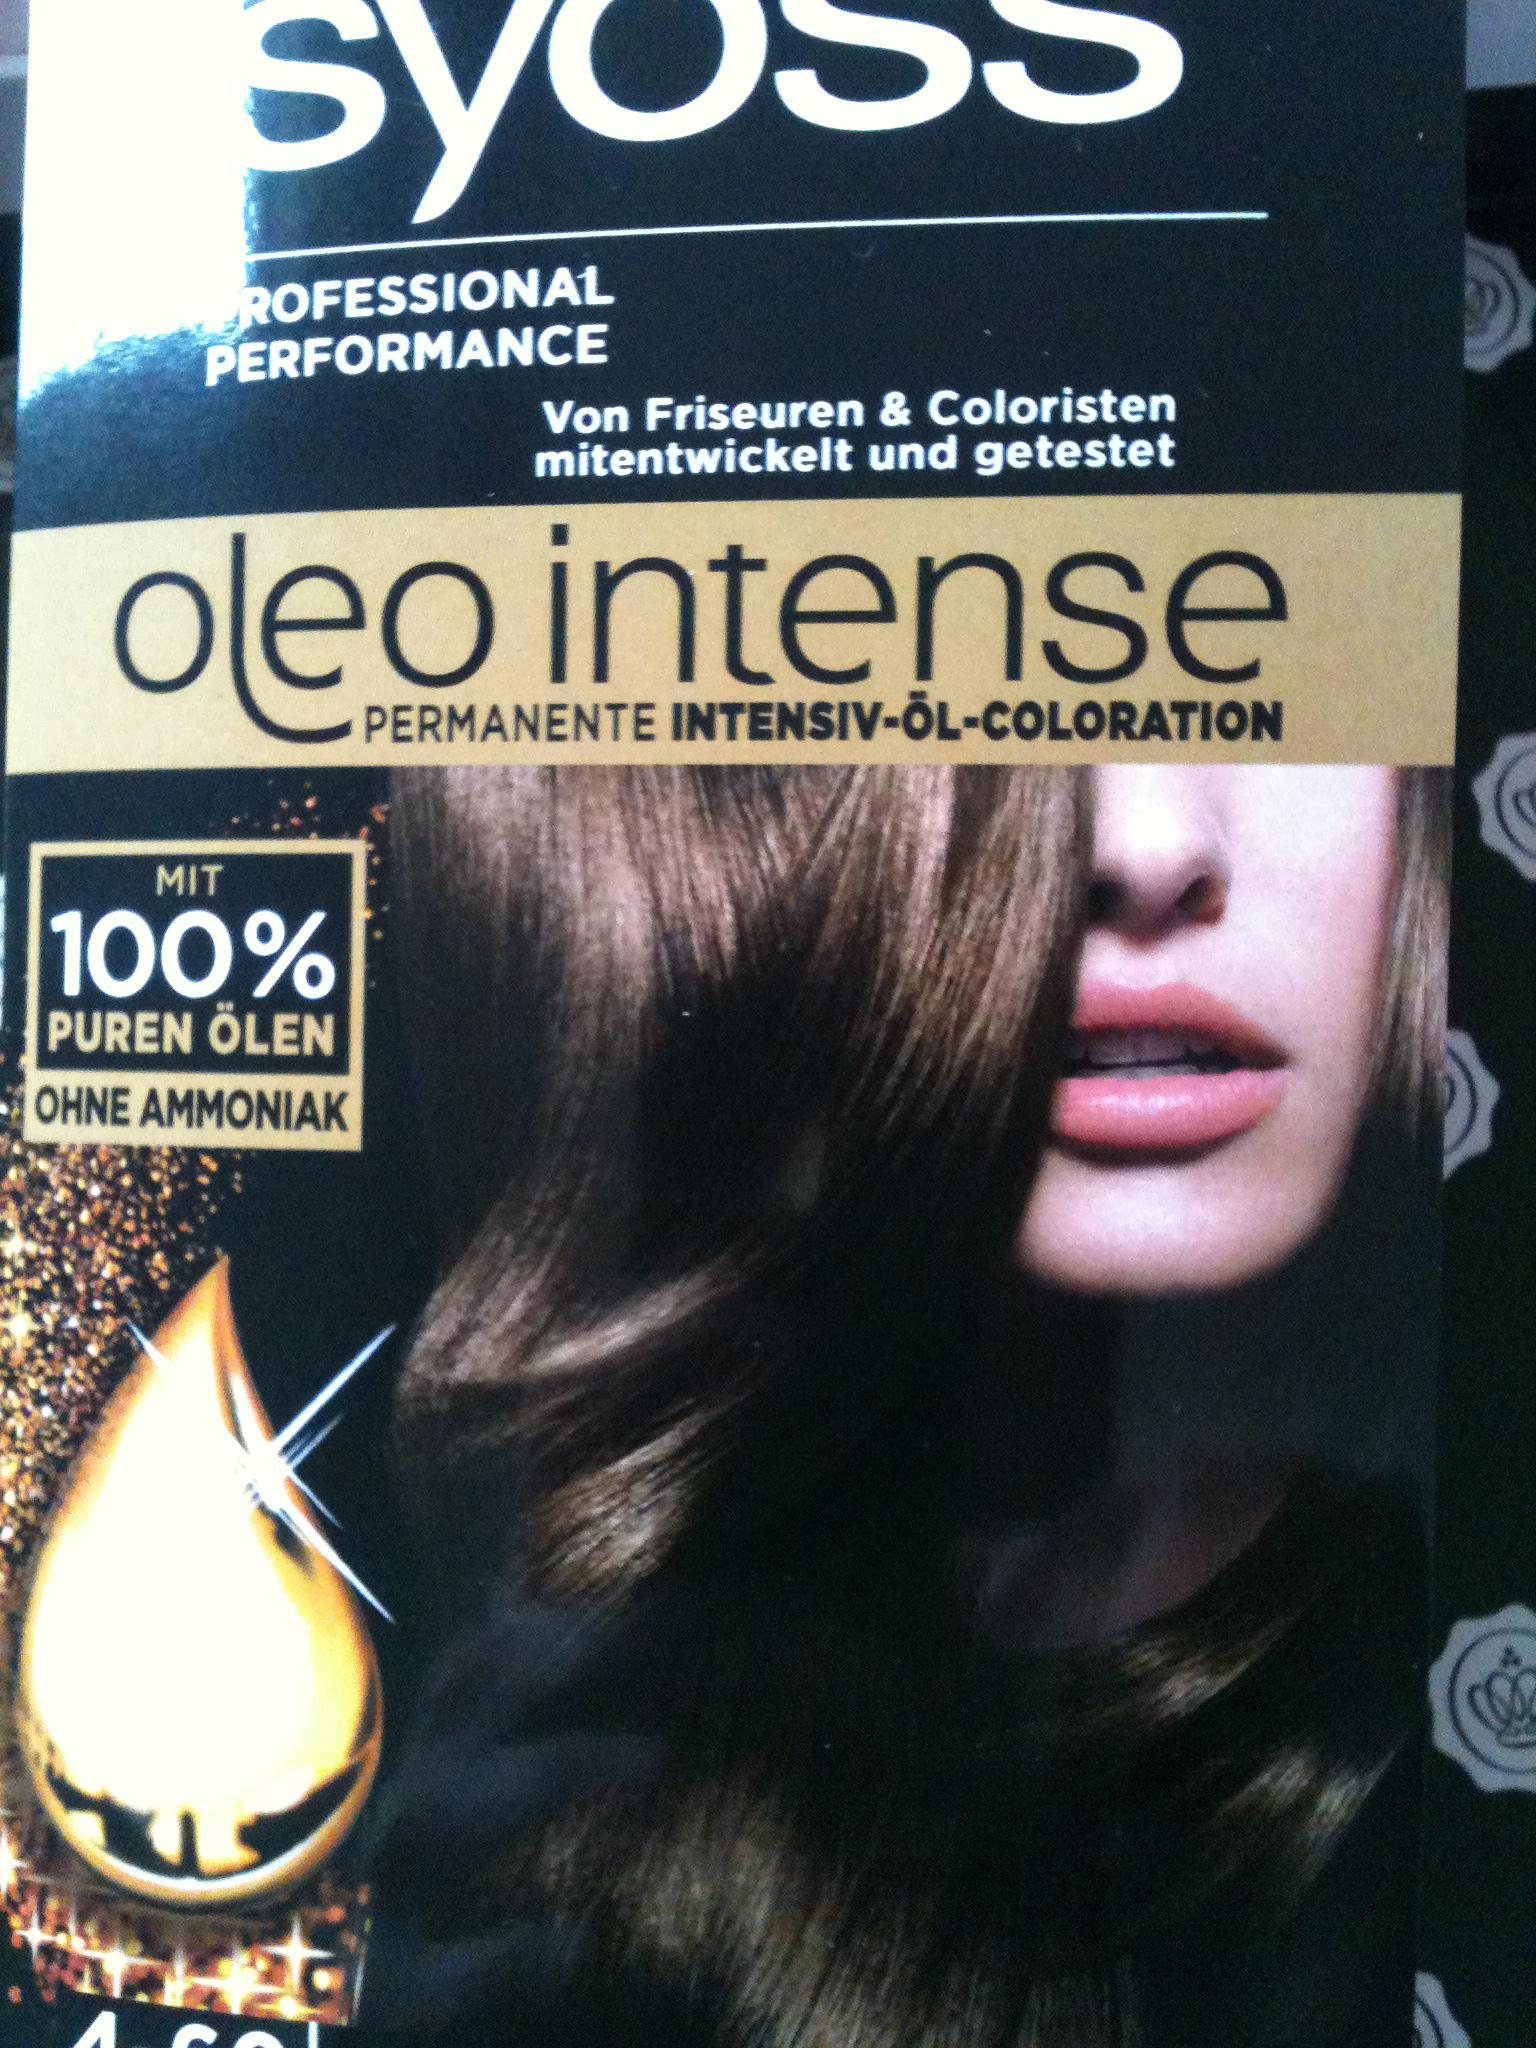 syoss
PROFESSIONAL
PERFORMANCE
Von Friseuren & Coloristen
mitentwickelt und getestet
oleo intense
PERMANENTE INTENSIV-ÖL-COLORATION
MIT
100%
PUREN ÖLEN
OHNE AMMONIAK